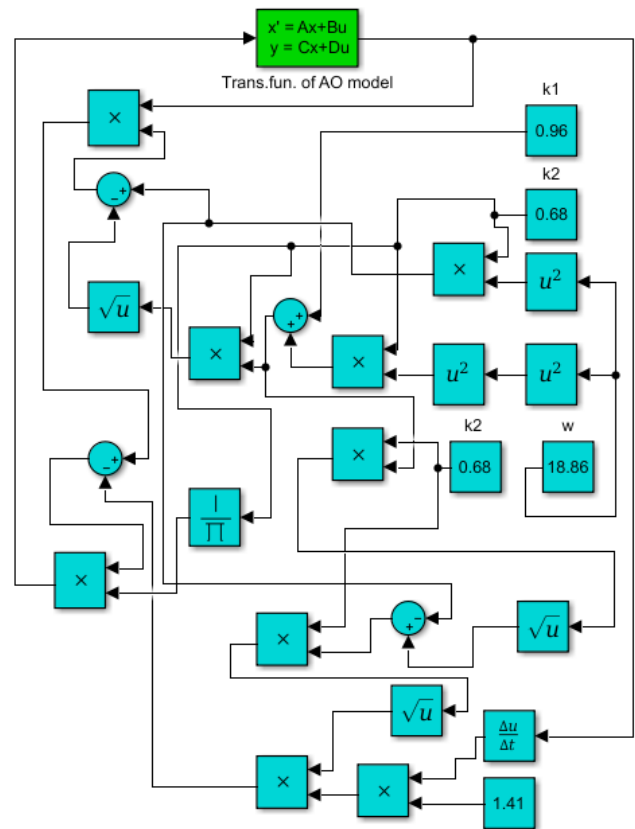 x' = Ax+Bu
y = Cx+Du
Trans.fun. of AO model
k1
×
0.96
k2
− +
0.68
×
u²
√u
+
+
×
×
u²
u²
k2
w
×
− +
0.68
18.86
1
∏
×
×
+ −
√u
√u
Δu
Δt
×
×
1.41